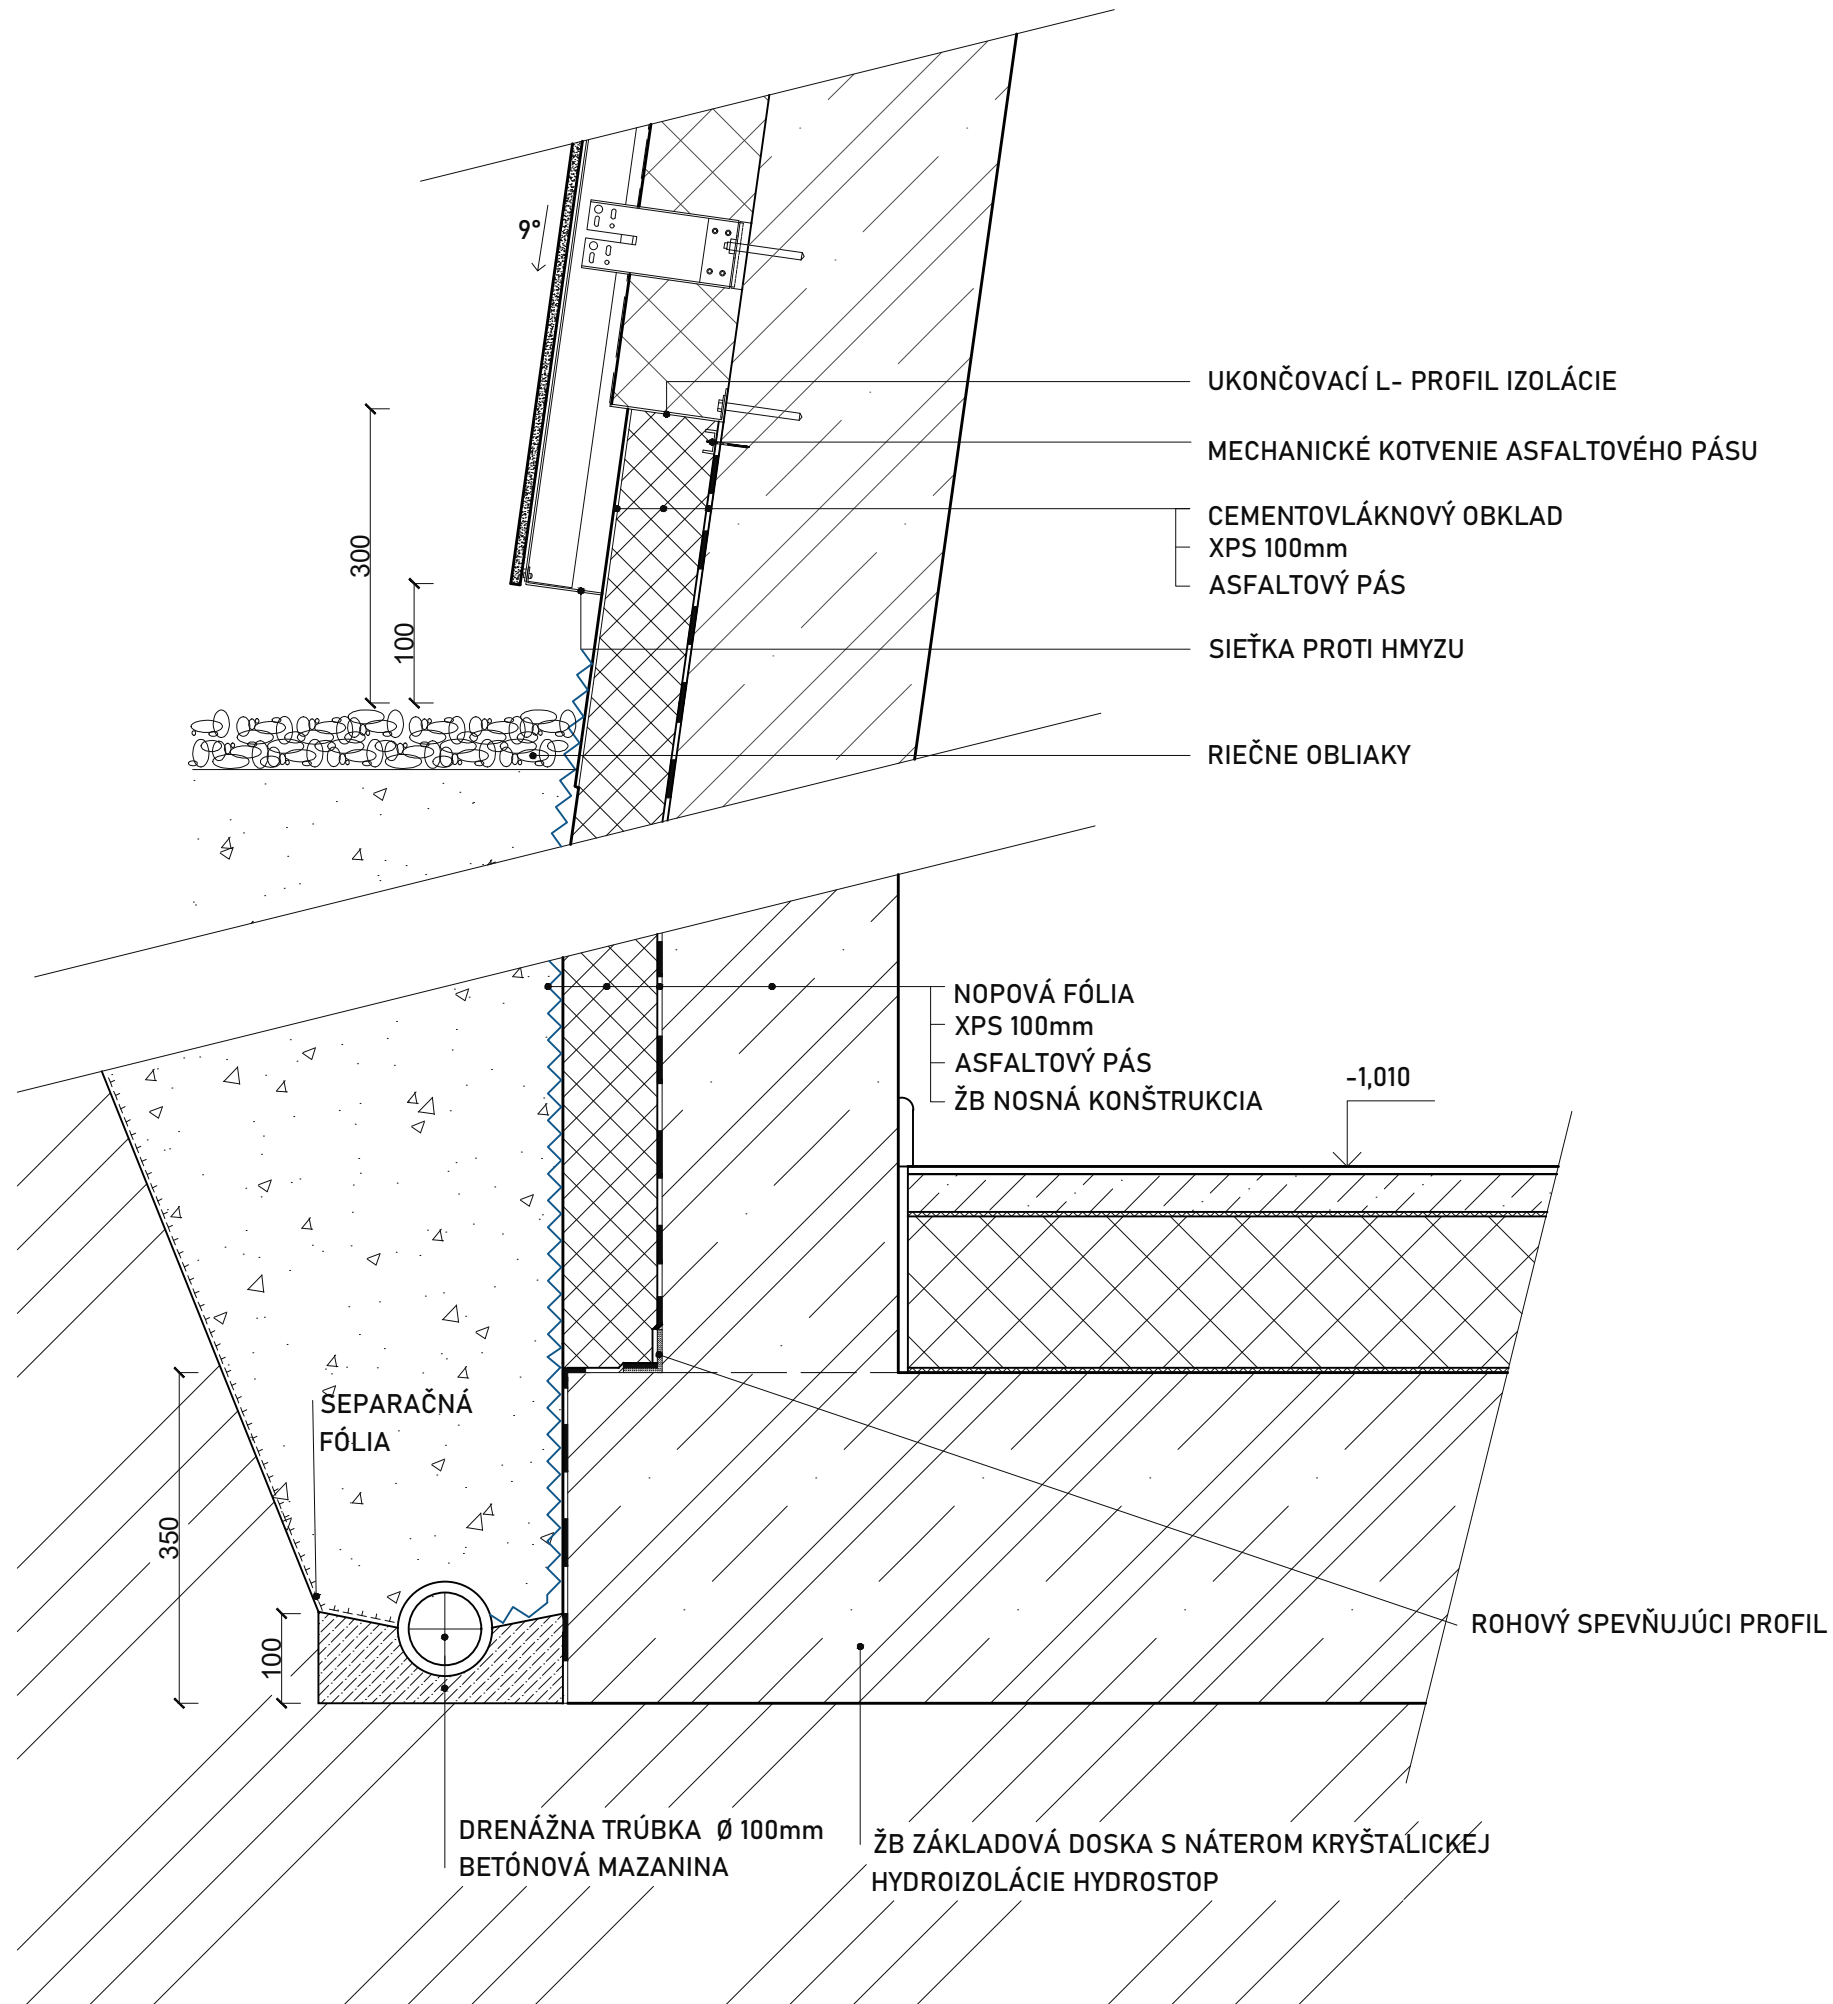 9°
UKONČOVACÍ L- PROFIL IZOLÁCIE
MECHANICKÉ KOTVENIE ASFALTOVÉHO PÁSU
CEMENTOVLÁKNOVÝ OBKLAD
XPS 100mm
ASFALTOVÝ PÁS
300
100
SIEŤKA PROTI HMYZU
RIEČNE OBLIAKY
NOPOVÁ FÓLIA
XPS 100mm
ASFALTOVÝ PÁS
ŽB NOSNÁ KONŠTRUKCIA
-1,010
SEPARAČNÁ
FÓLIA
350
100
ROHOVÝ SPEVŇUJÚCI PROFIL
DRENÁŽNA TRÚBKA Ø 100mm
BETÓNOVÁ MAZANINA
ŽB ZÁKLADOVÁ DOSKA S NÁTEROM KRYŠTALICKEJ
HYDROIZOLÁCIE HYDROSTOP